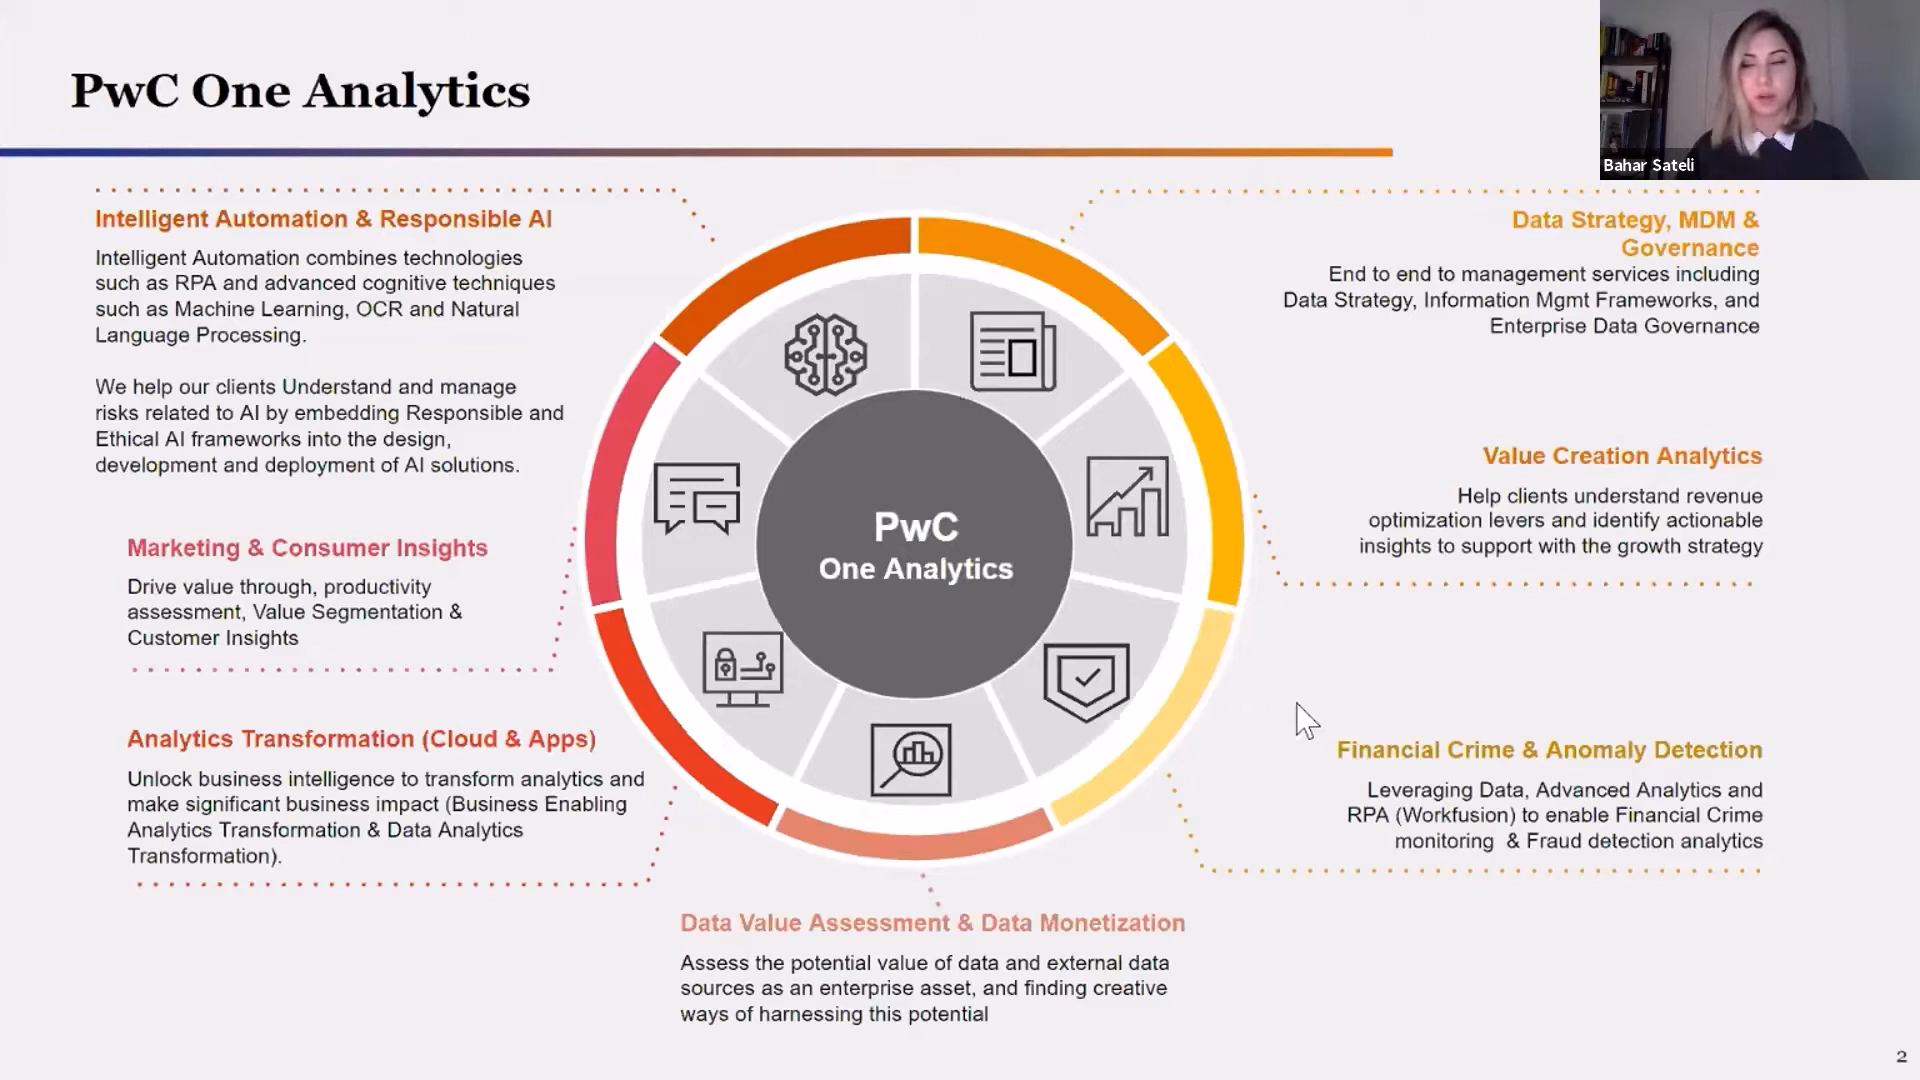 PwC One Analytics
Bahar Sateli
Intelligent Automation & Responsible AI
Intelligent Automation combines technologies
such as RPA and advanced cognitive techniques
such as Machine Learning, OCR and Natural
Language Processing.
We help our clients Understand and manage
risks related to AI by embedding Responsible and
Ethical AI frameworks into the design,
development and deployment of AI solutions.
Marketing & Consumer Insights
Drive value through, productivity
assessment, Value Segmentation &
Customer Insights
Analytics Transformation (Cloud & Apps)
Unlock business intelligence to transform analytics and
make significant business impact (Business Enabling
Analytics Transformation & Data Analytics
Transformation).
PwC
One Analytics
Data Strategy, MDM &
Governance
End to end to management services including
Data Strategy, Information Mgmt Frameworks, and
Enterprise Data Governance
Value Creation Analytics
Help clients understand revenue
optimization levers and identify actionable
insights to support with the growth strategy
Financial Crime & Anomaly Detection
Leveraging Data, Advanced Analytics and
RPA (Workfusion) to enable Financial Crime
monitoring  & Fraud detection analytics
Data Value Assessment & Data Monetization
Assess the potential value of data and external data
sources as an enterprise asset, and finding creative
ways of harnessing this potential
2